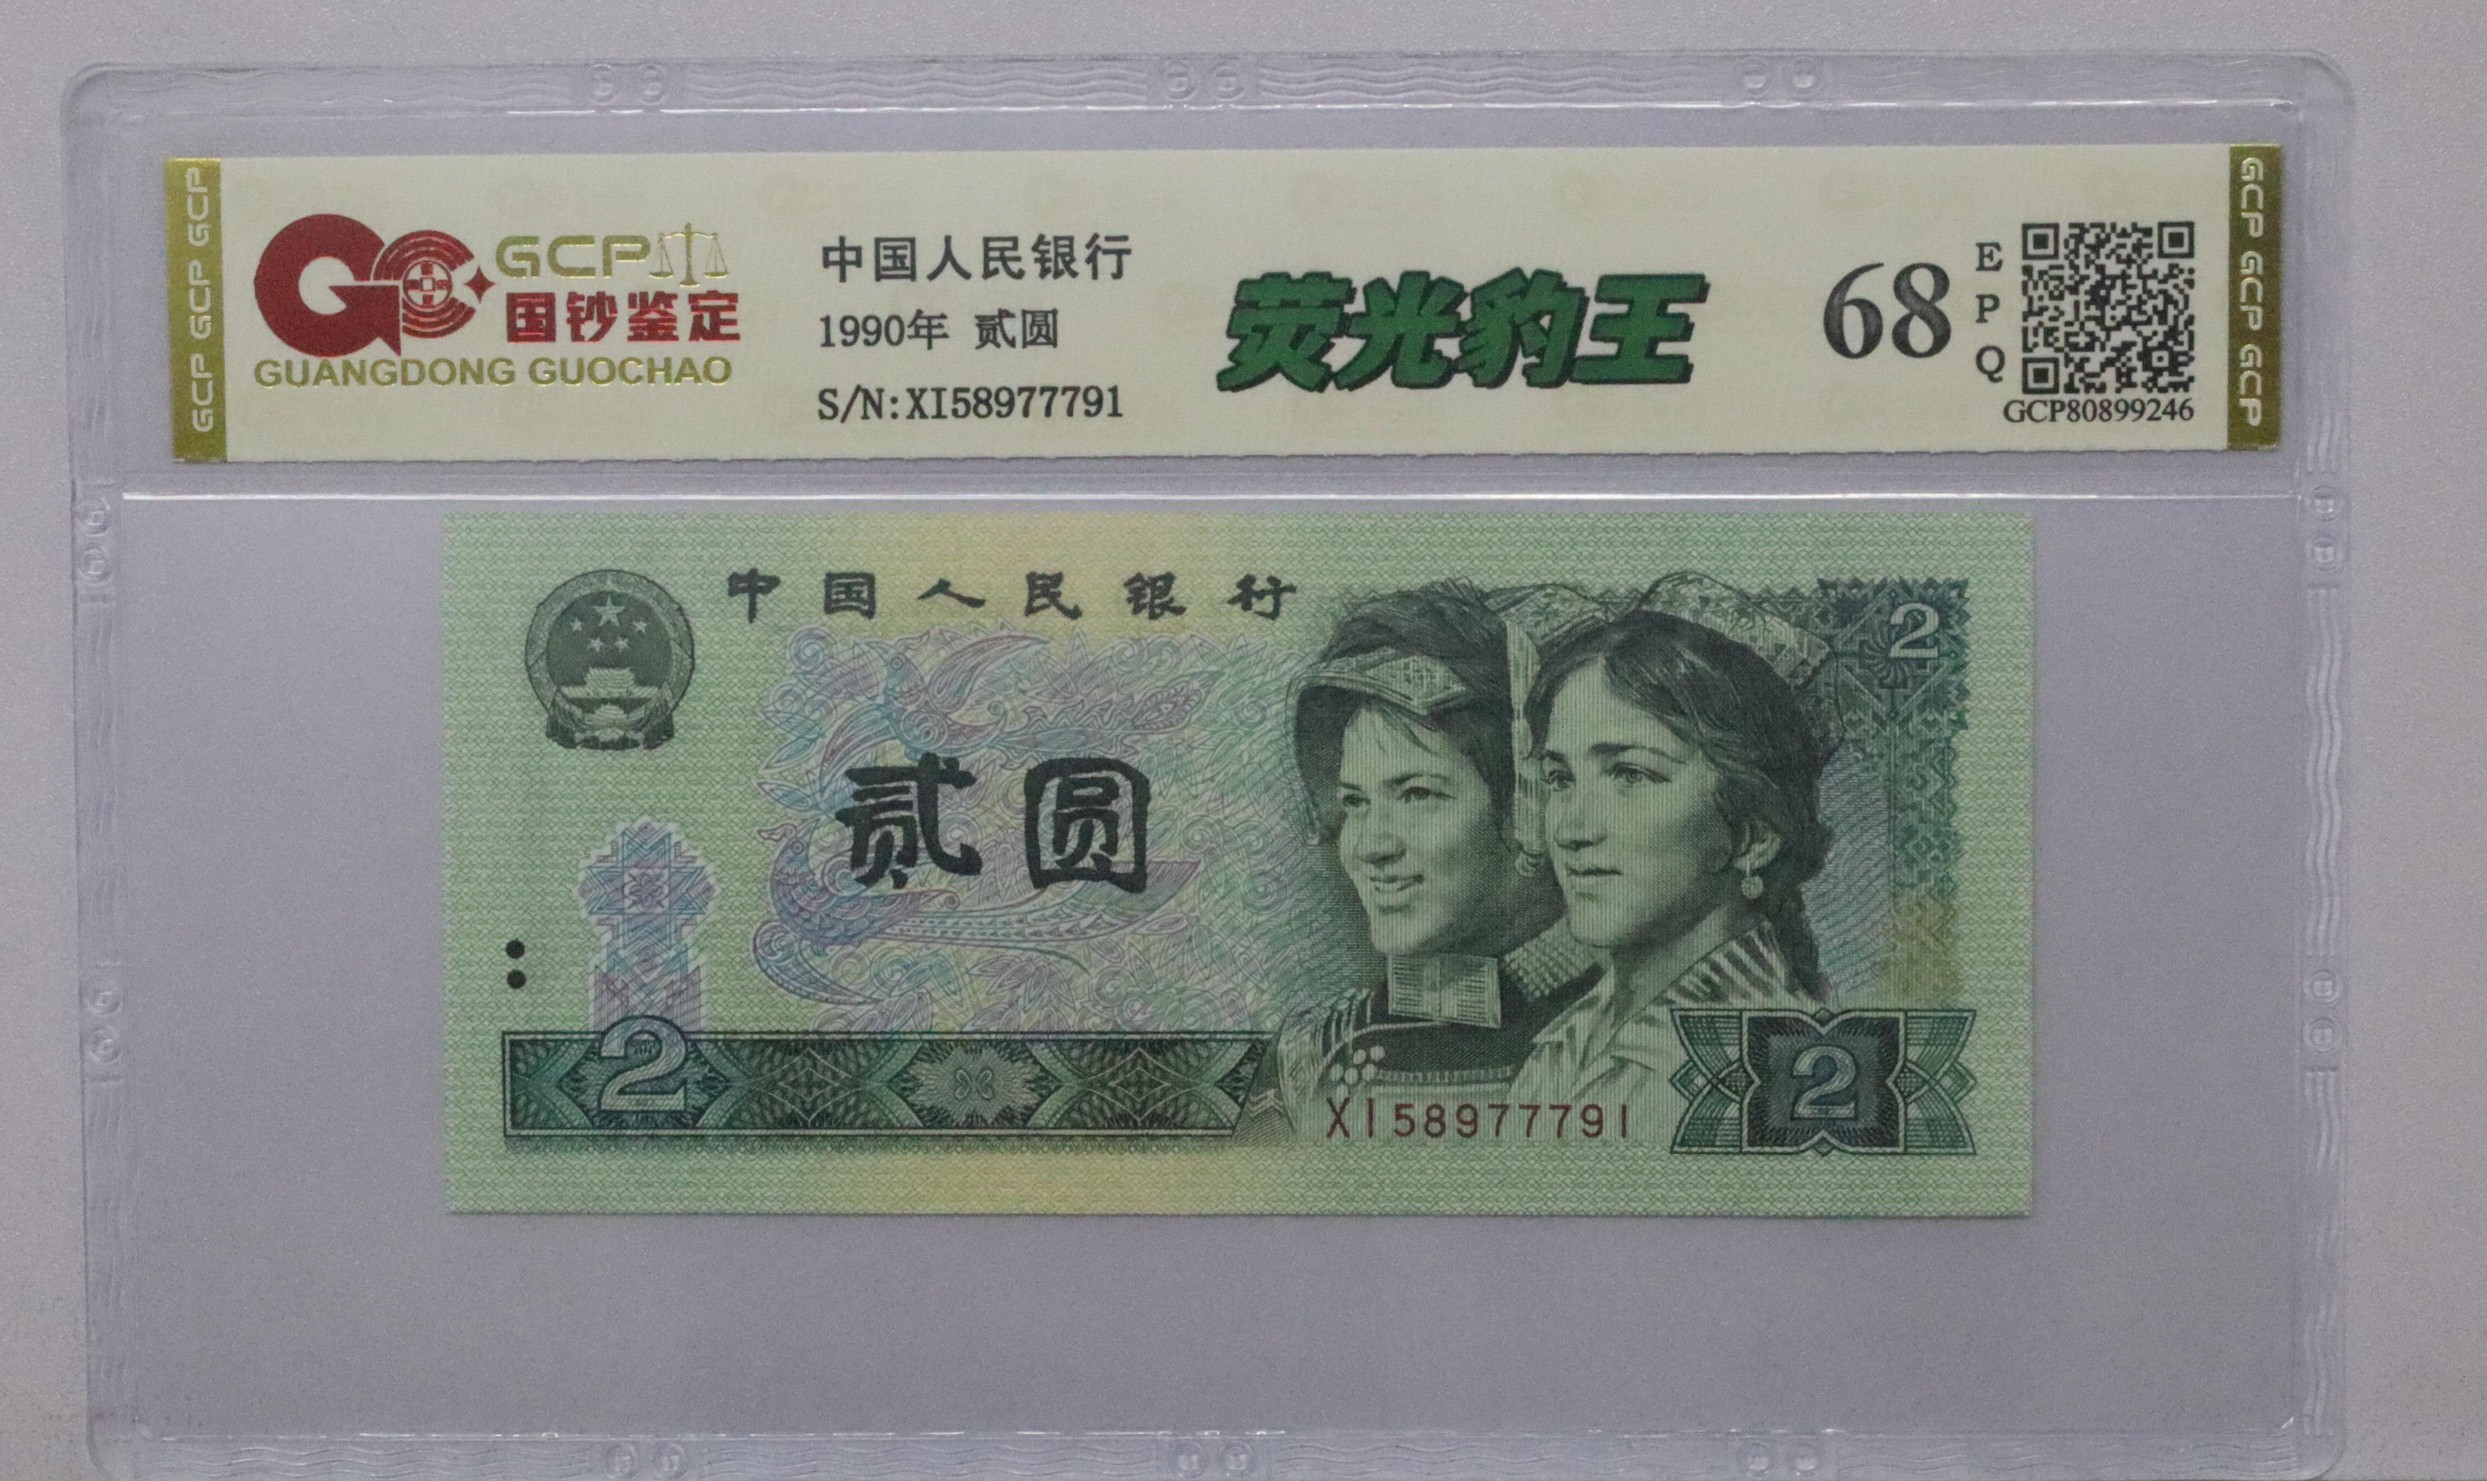 GCP GCP GCP
GCP
国钞鉴定
GUANGDONG GUOCHAO
中国人民银行
1990年 贰圆
S/N:XI58977791
荧光豹王
68
E
P
Q
GCP80899246
GCP GCP GCP
中国人民银行
2
贰圆
2
XI58977791
2